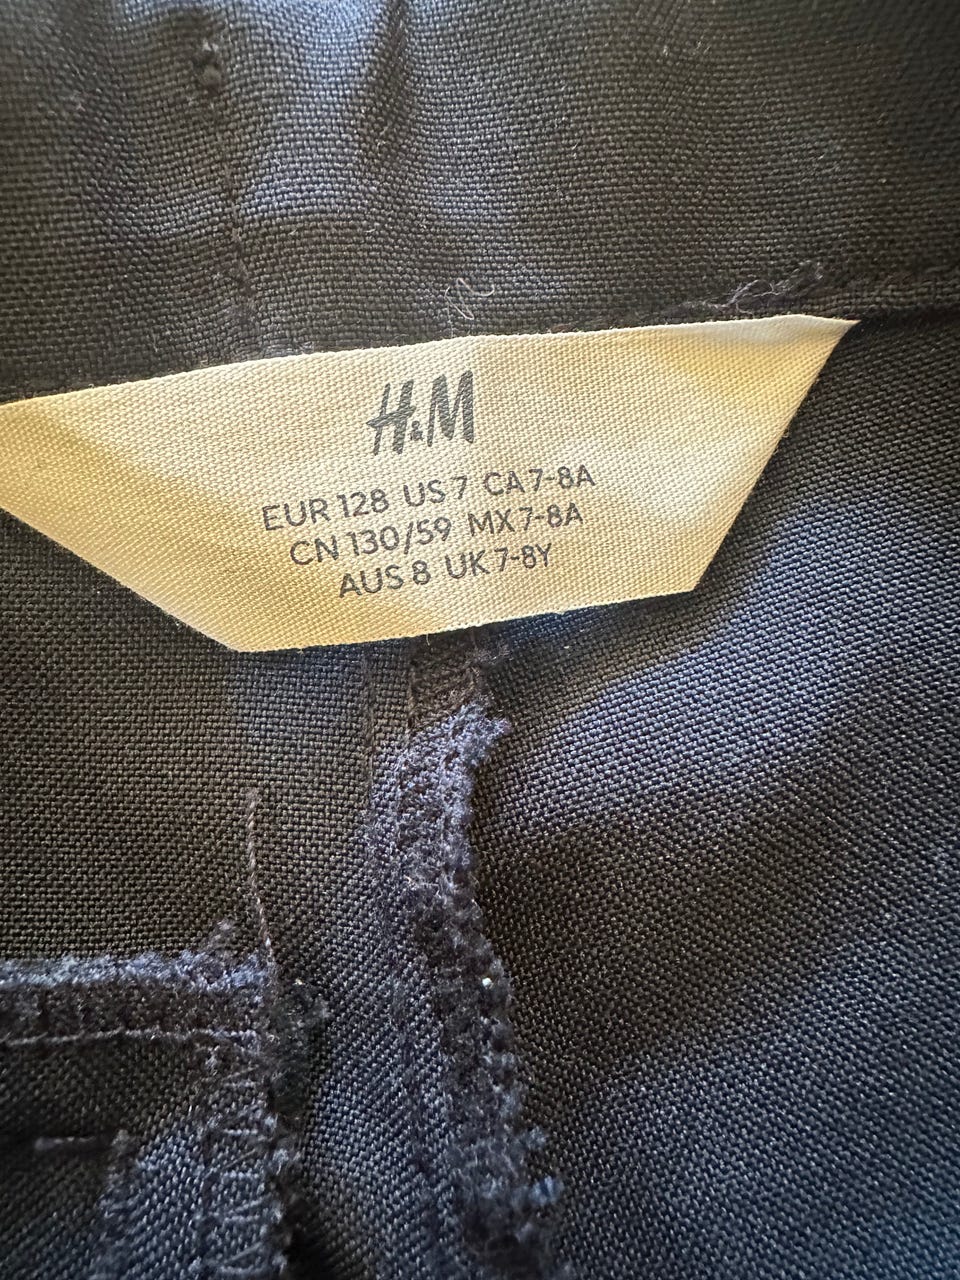 H&M
EUR 128 US 7 CA 7-8A
CN 130/59 MX 7-8A
AUS 8 UK 7-8Y